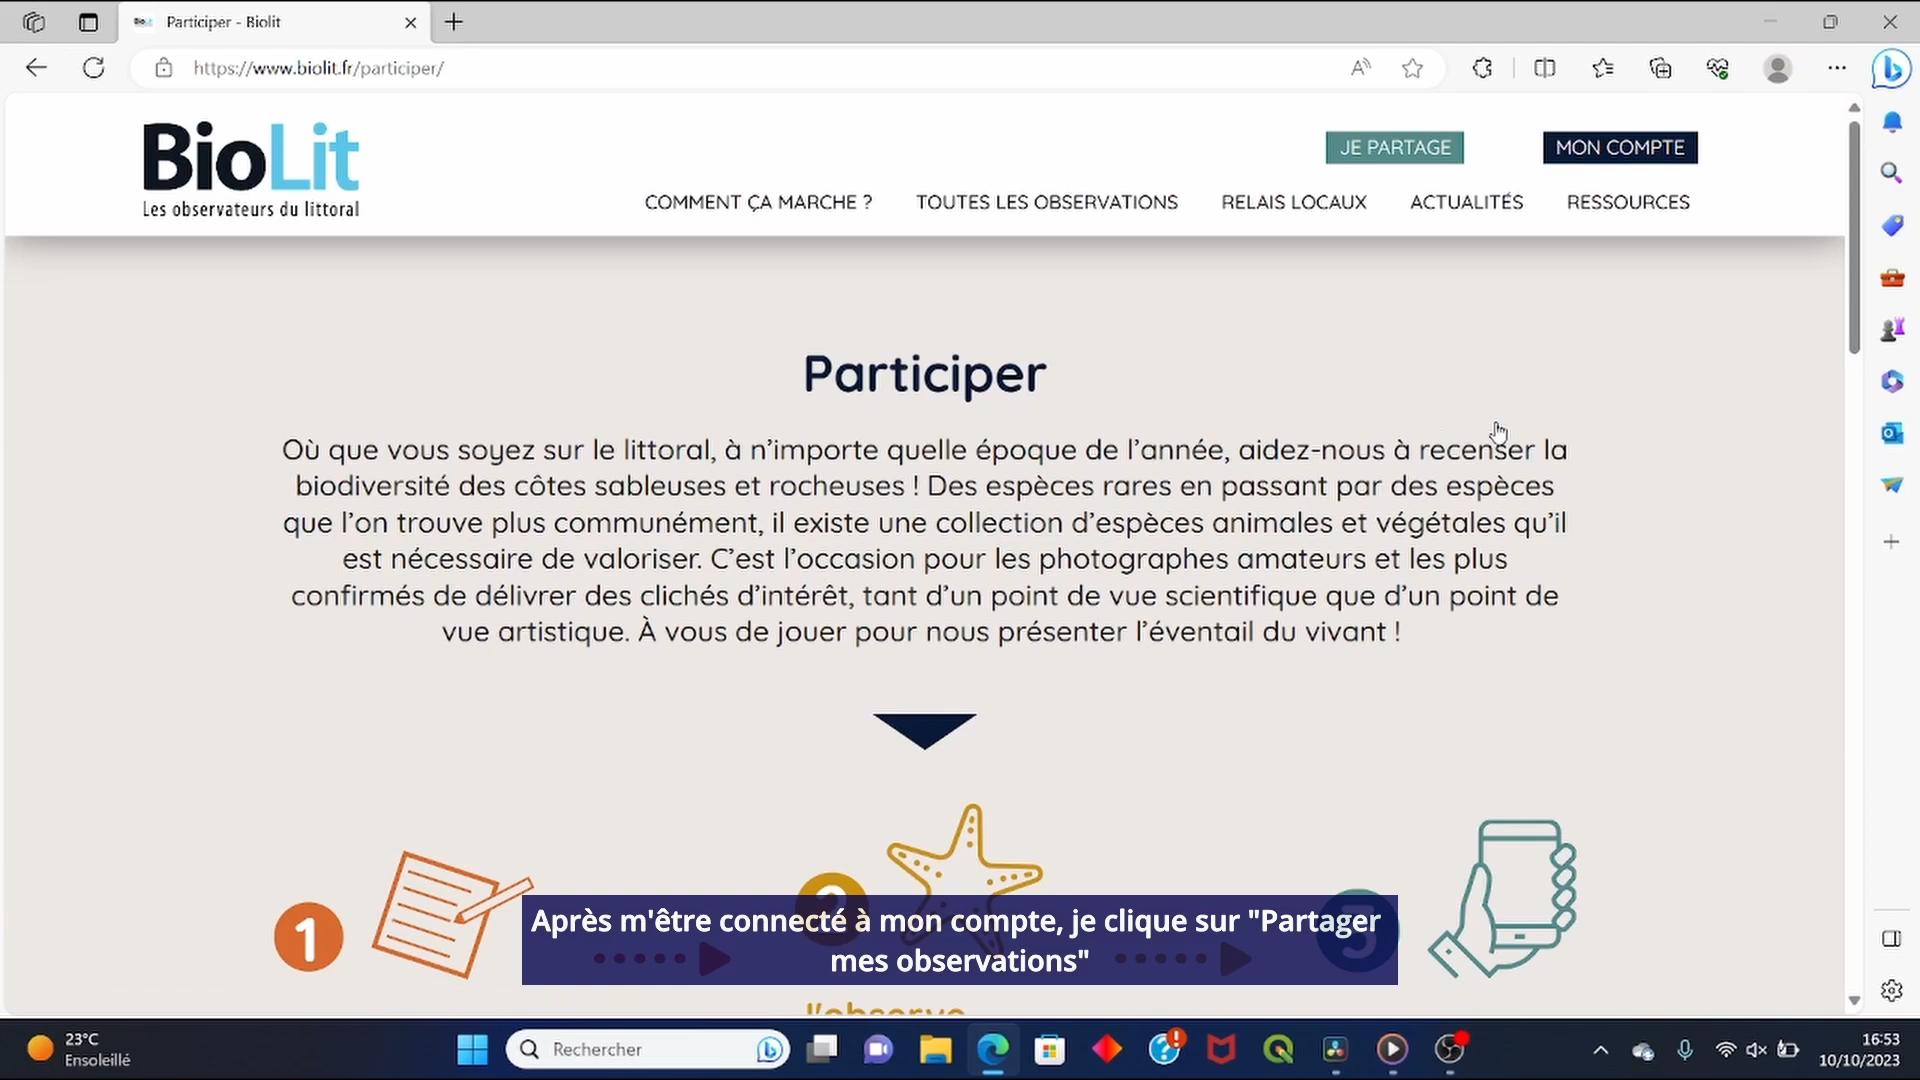 Participer - Biolit
https://www.biolit.fr/participer/
BioLit
Les observateurs du littoral
JE PARTAGE
MON COMPTE
COMMENT ÇA MARCHE ?
TOUTES LES OBSERVATIONS
RELAIS LOCAUX
ACTUALITÉS
RESSOURCES
Participer
Où que vous soyez sur le littoral, à n’importe quelle époque de l’année, aidez-nous à recenser la
biodiversité des côtes sableuses et rocheuses ! Des espèces rares en passant par des espèces
que l’on trouve plus communément, il existe une collection d’espèces animales et végétales qu’il
est nécessaire de valoriser. C’est l’occasion pour les photographes amateurs et les plus
confirmés de délivrer des clichés d’intérêt, tant d’un point de vue scientifique que d’un point de
vue artistique. À vous de jouer pour nous présenter l’éventail du vivant !
1
2
3
Après m'être connecté à mon compte, je clique sur "Partager
mes observations"
J'observe
23°C
Ensoleillé
Rechercher
16:53
10/10/2023